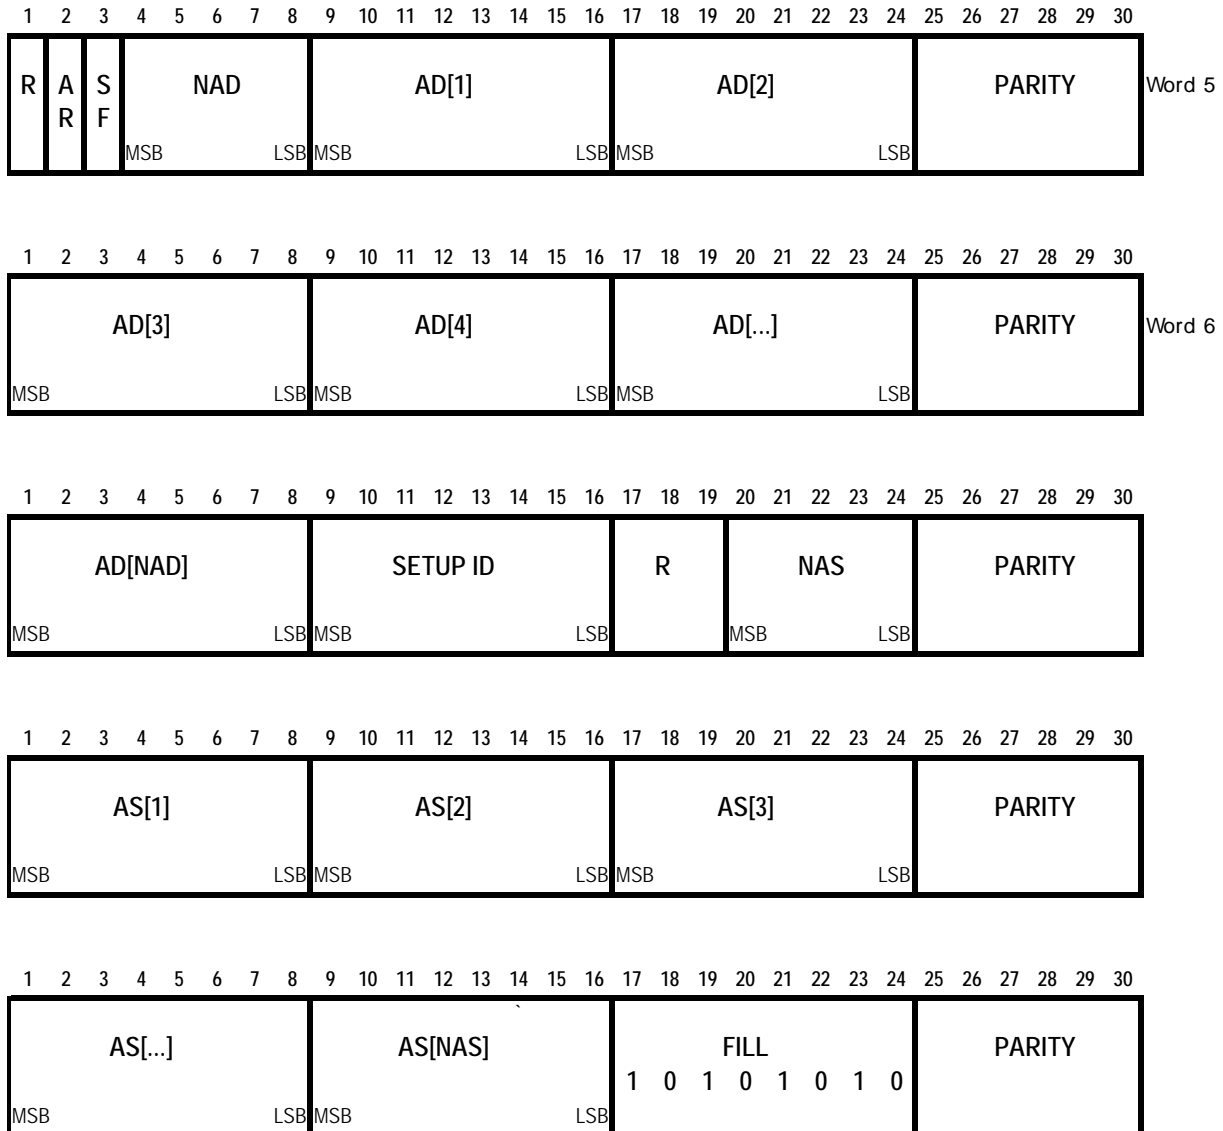 1 2 3 4 5 6 7 8 9 10 11 12 13 14 15 16 17 18 19 20 21 22 23 24 25 26 27 28 29 30
R A S NAD AD[1] AD[2] PARITY Word 5
R F
MSB LSB MSB LSB MSB LSB
1 2 3 4 5 6 7 8 9 10 11 12 13 14 15 16 17 18 19 20 21 22 23 24 25 26 27 28 29 30
AD[3] AD[4] AD[...] PARITY Word 6
MSB LSB MSB LSB MSB LSB
1 2 3 4 5 6 7 8 9 10 11 12 13 14 15 16 17 18 19 20 21 22 23 24 25 26 27 28 29 30
AD[NAD] SETUP ID R NAS PARITY
MSB LSB MSB LSB MSB LSB
1 2 3 4 5 6 7 8 9 10 11 12 13 14 15 16 17 18 19 20 21 22 23 24 25 26 27 28 29 30
AS[1] AS[2] AS[3] PARITY
MSB LSB MSB LSB MSB LSB
1 2 3 4 5 6 7 8 9 10 11 12 13 14 15 16 17 18 19 20 21 22 23 24 25 26 27 28 29 30
`
AS[...] AS[NAS] FILL PARITY
1 0 1 0 1 0 1 0
MSB LSB MSB LSB